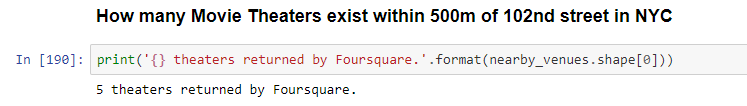 How many Movie Theaters exist within 500m of 102nd street in NYC
In [190]: print('{} theaters returned by Foursquare.'.format(nearby_venues.shape[0]))
5 theaters returned by Foursquare.